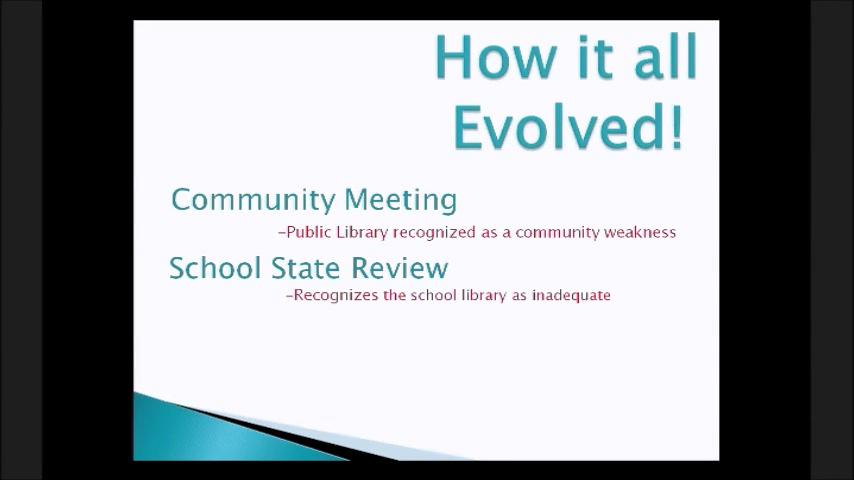 How it all
Evolved!
Community Meeting
-Public Library recognized as a community weakness
School State Review
-Recognizes the school library as inadequate